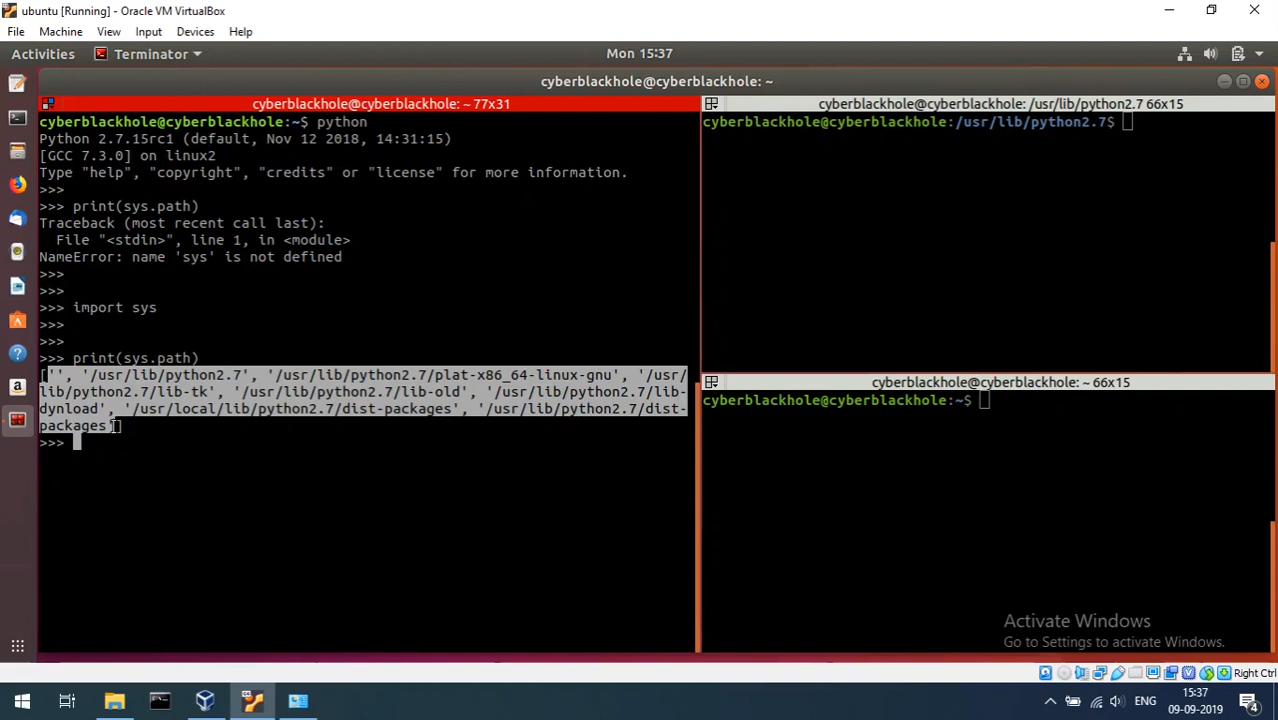 ubuntu [Running] - Oracle VM VirtualBox
File Machine View Input Devices Help
Activities Terminator Mon 15:37
cyberblackhole@cyberblackhole: ~
cyberblackhole@cyberblackhole: ~ 77x31
cyberblackhole@cyberblackhole:~$ python
Python 2.7.15rc1 (default, Nov 12 2018, 14:31:15)
[GCC 7.3.0] on linux2
Type "help", "copyright", "credits" or "license" for more information.
>>>
>>> print(sys.path)
Traceback (most recent call last):
  File "<stdin>", line 1, in <module>
NameError: name 'sys' is not defined
>>>
>>>
>>> import sys
>>>
>>>
>>> print(sys.path)
['', '/usr/lib/python2.7', '/usr/lib/python2.7/plat-x86_64-linux-gnu', '/usr/
lib/python2.7/lib-tk', '/usr/lib/python2.7/lib-old', '/usr/lib/python2.7/lib-
dynload', '/usr/local/lib/python2.7/dist-packages', '/usr/lib/python2.7/dist-
packages']
>>>
cyberblackhole@cyberblackhole: /usr/lib/python2.7 66x15
cyberblackhole@cyberblackhole:/usr/lib/python2.7$
cyberblackhole@cyberblackhole: ~ 66x15
cyberblackhole@cyberblackhole:~$
Activate Windows
Go to Settings to activate Windows.
Right Ctrl
ENG
15:37
09-09-2019
4